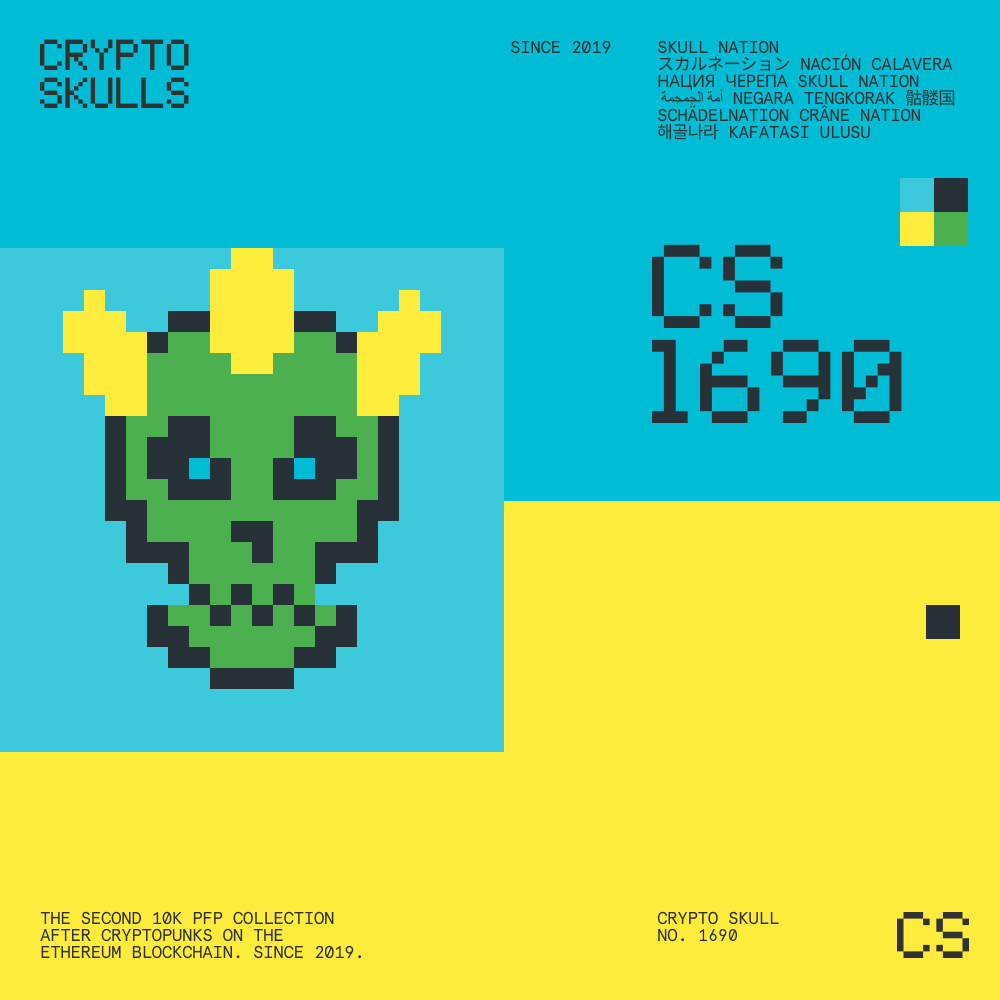 CRYPTO
SKULLS
SINCE 2019
SKULL NATION
スカルネーション NACIÓN CALAVERA
НАЦИЯ ЧЕРЕПА SKULL NATION
أمة الجمجمة NEGARA TENGKORAK 骷髅国
SCHÄDELNATION CRÂNE NATION
해골나라 KAFATASI ULUSU
CS
1690
THE SECOND 10K PFP COLLECTION
AFTER CRYPTOPUNKS ON THE
ETHEREUM BLOCKCHAIN. SINCE 2019.
CRYPTO SKULL
NO. 1690
CS